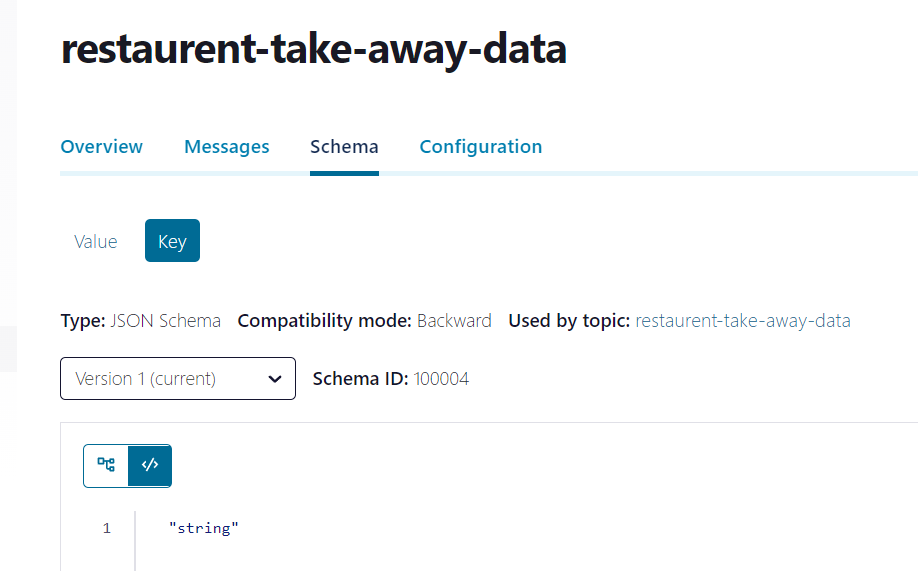 restaurent-take-away-data
Overview Messages Schema Configuration
Value Key
Type: JSON Schema Compatibility mode: Backward Used by topic: restaurent-take-away-data
Version 1 (current) Schema ID: 100004
</>
1 "string"